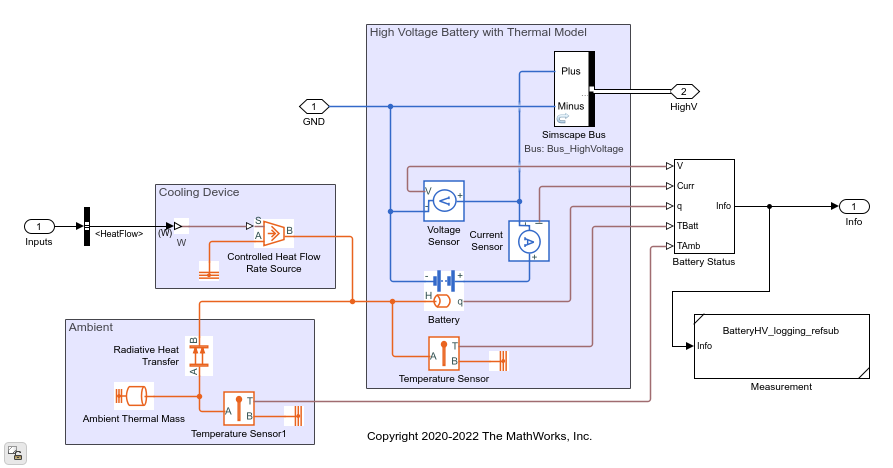 High Voltage Battery with Thermal Model
Plus
...
Minus
Simscape Bus
Bus: Bus_HighVoltage
1
GND
2
HighV
Cooling Device
1
Inputs
<HeatFlow>
(W)
W
S
A
B
Controlled Heat Flow
Rate Source
V
+
-
V
Voltage
Sensor
Current
Sensor
I
-
A
+
-
+
H
q
Battery
V
Curr
q
TBatt
TAmb
Info
Battery Status
1
Info
Ambient
B
A
Radiative Heat
Transfer
Ambient Thermal Mass
A
T
B
Temperature Sensor1
A
T
B
Temperature Sensor
BatteryHV_logging_refsub
Info
Measurement
Copyright 2020-2022 The MathWorks, Inc.